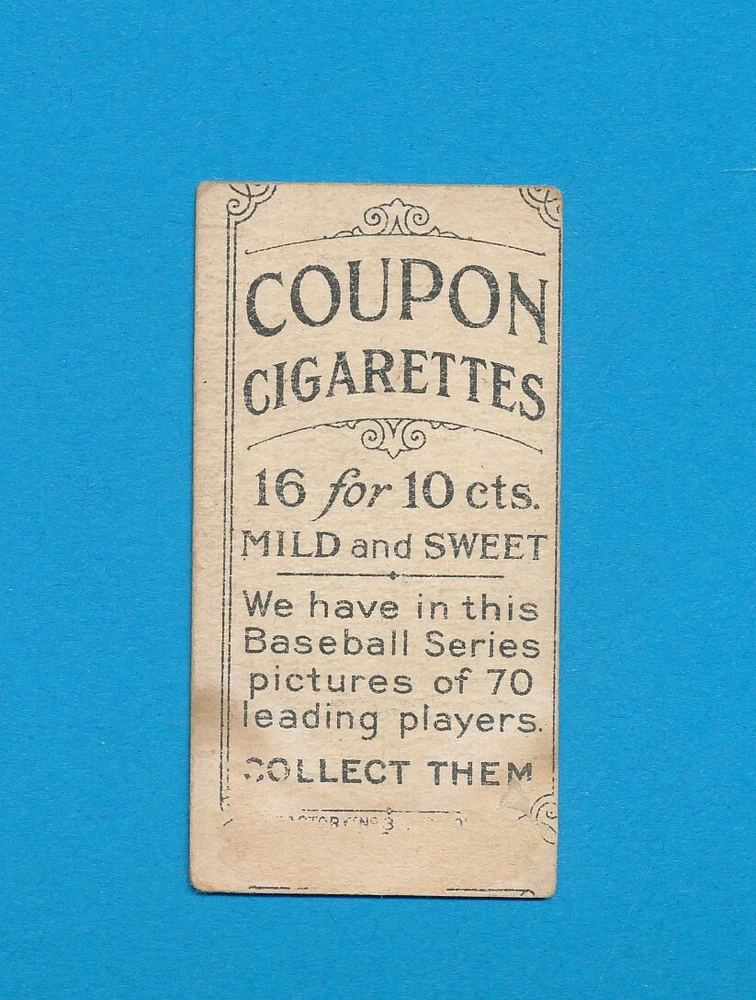 COUPON
CIGARETTES
16 for 10 cts.
MILD and SWEET
We have in this
Baseball Series
pictures of 70
leading players.
COLLECT THEM